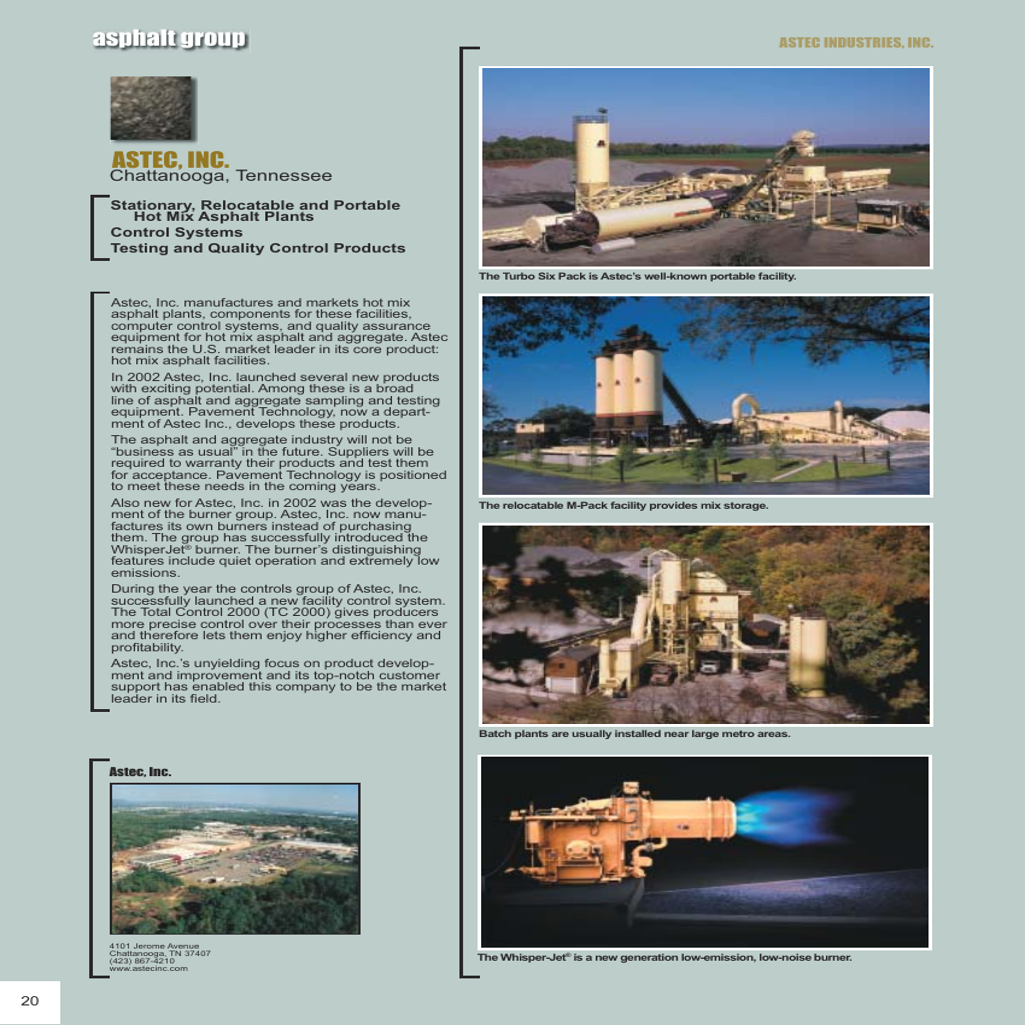 asphalt group
ASTEC INDUSTRIES, INC.
ASTEC, INC.
Chattanooga, Tennessee
Stationary, Relocatable and Portable
Hot Mix Asphalt Plants
Control Systems
Testing and Quality Control Products
Astec, Inc. manufactures and markets hot mix
asphalt plants, components for these facilities,
computer control systems, and quality assurance
equipment for hot mix asphalt and aggregate. Astec
remains the U.S. market leader in its core product:
hot mix asphalt facilities.
In 2002 Astec, Inc. launched several new products
with exciting potential. Among these is a broad
line of asphalt and aggregate sampling and testing
equipment. Pavement Technology, now a depart-
ment of Astec Inc., develops these products.
The asphalt and aggregate industry will not be
“business as usual” in the future. Suppliers will be
required to warranty their products and test them
for acceptance. Pavement Technology is positioned
to meet these needs in the coming years.
Also new for Astec, Inc. in 2002 was the develop-
ment of the burner group. Astec, Inc. now manu-
factures its own burners instead of purchasing
them. The group has successfully introduced the
WhisperJet® burner. The burner’s distinguishing
features include quiet operation and extremely low
emissions.
During the year the controls group of Astec, Inc.
successfully launched a new facility control system.
The Total Control 2000 (TC 2000) gives producers
more precise control over their processes than ever
and therefore lets them enjoy higher efficiency and
profitability.
Astec, Inc.’s unyielding focus on product develop-
ment and improvement and its top-notch customer
support has enabled this company to be the market
leader in its field.
Astec, Inc.
4101 Jerome Avenue
Chattanooga, TN 37407
(423) 867-4210
www.astecinc.com
The Turbo Six Pack is Astec’s well-known portable facility.
The relocatable M-Pack facility provides mix storage.
Batch plants are usually installed near large metro areas.
The Whisper-Jet® is a new generation low-emission, low-noise burner.
20